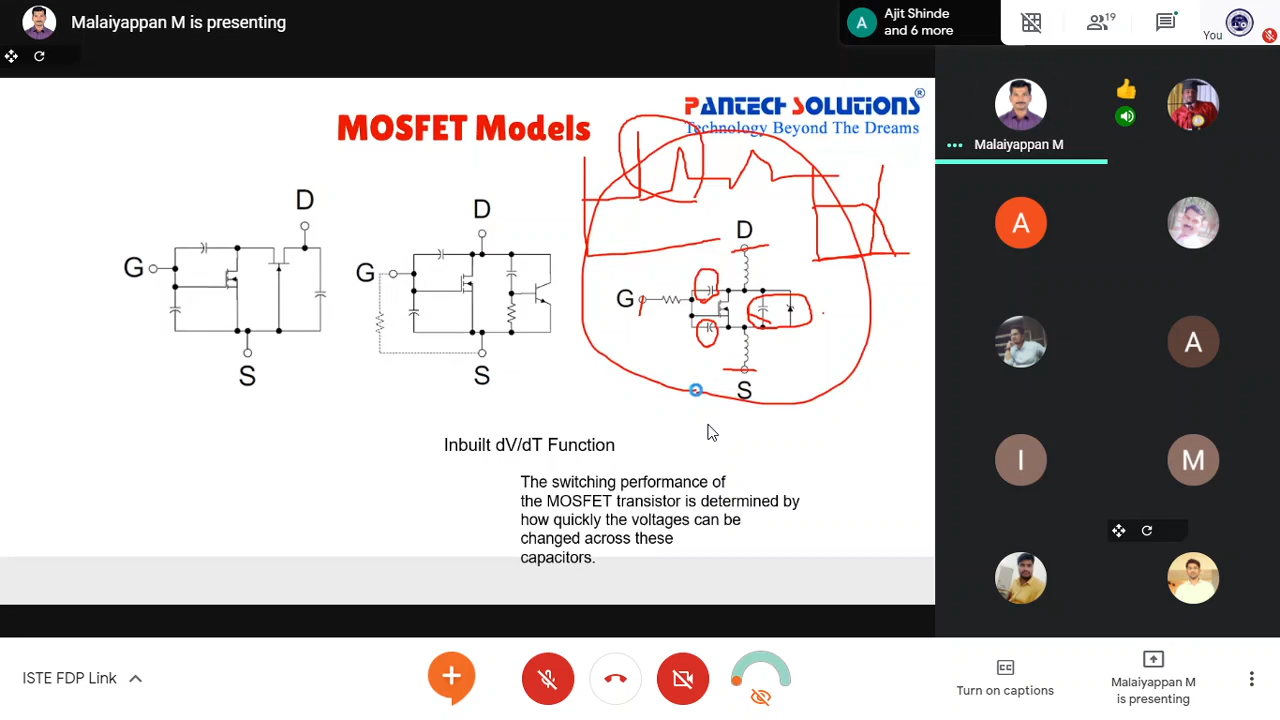 Malaiyappan M is presenting
A
Ajit Shinde
and 6 more
19
You
PANTECH SOLUTIONS®
Technology Beyond The Dreams
MOSFET Models
D
G
S
D
G
S
D
G
S
Inbuilt dV/dT Function
The switching performance of
the MOSFET transistor is determined by
how quickly the voltages can be
changed across these
capacitors.
Malaiyappan M
A
A
I
M
ISTE FDP Link
Turn on captions
Malaiyappan M
is presenting